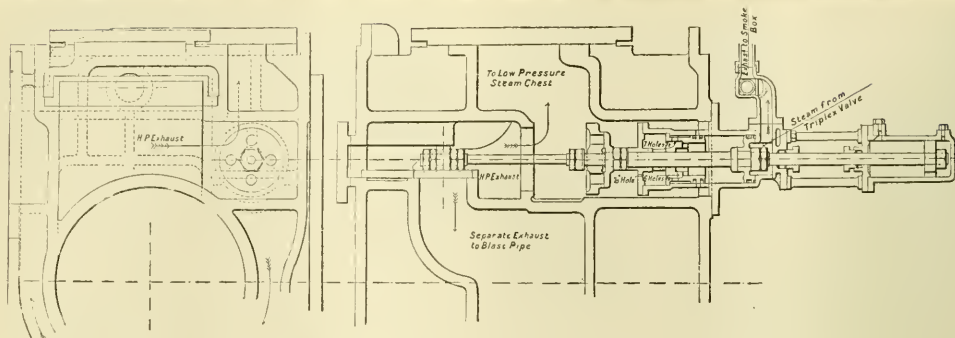 H P Exhaust
To Low Pressure
Steam Chest
H P Exhaust
Separate Exhaust
to Blast Pipe
Exhaust to Smoke
Box
Steam from
Triplex Valve